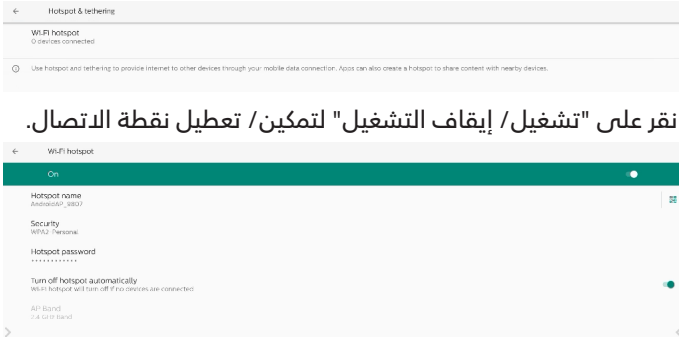 Hotspot & tethering
Wi-Fi hotspot
0 devices connected
Use hotspot and tethering to provide internet to other devices through your mobile data connection. Apps can also create a hotspot to share content with nearby devices.
نقر على "تشغيل/ إيقاف التشغيل" لتمكين/ تعطيل نقطة الاتصال.
Wi-Fi hotspot
On
Hotspot name
AndroidAP_9807
Security
WPA2-Personal
Hotspot password
••••••••••••
Turn off hotspot automatically
Wi-Fi hotspot will turn off if no devices are connected
AP Band
2.4 GHz Band